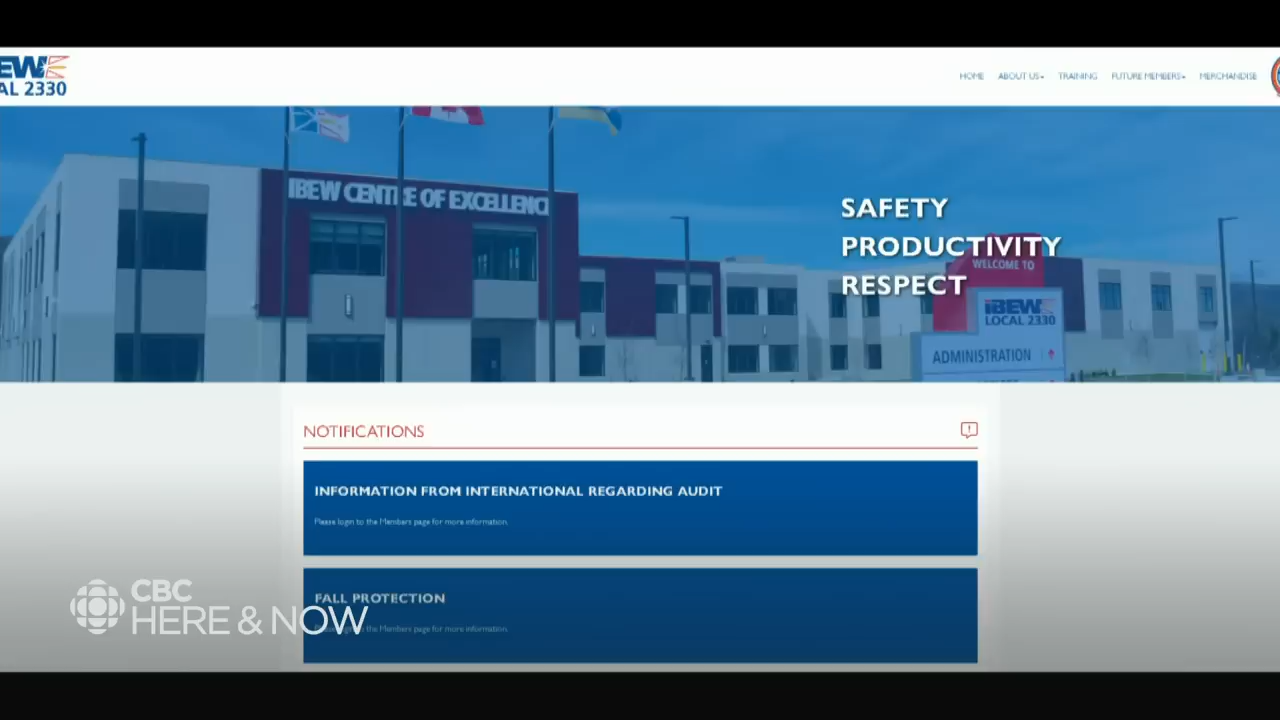 EW
AL 2330
HOME ABOUT US TRAINING FUTURE MEMBERS MERCHANDISE
IBEW CENTRE OF EXCELLENC
SAFETY
PRODUCTIVITY
RESPECT
WELCOME TO
IBEW
LOCAL 2330
ADMINISTRATION
NOTIFICATIONS
INFORMATION FROM INTERNATIONAL REGARDING AUDIT
Please login to the Members page for more information.
FALL PROTECTION
the Members page for more information.
CBC
HERE & NOW